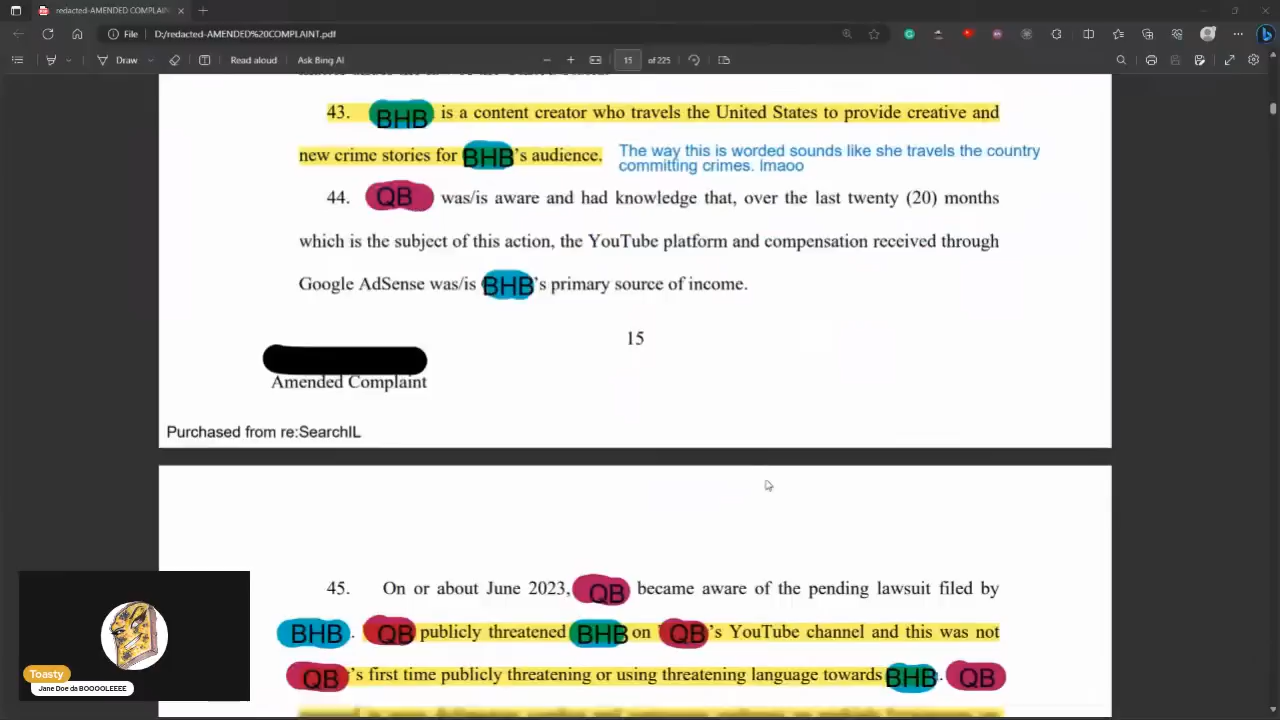 redacted-AMENDED COMPLAIN
File D:/redacted-AMENDED%20COMPLAINT.pdf
Draw Read aloud Ask Bing AI 15 of 225
43. BHB is a content creator who travels the United States to provide creative and
new crime stories for BHB's audience. The way this is worded sounds like she travels the country
committing crimes. lmaoo
44. QB was/is aware and had knowledge that, over the last twenty (20) months
which is the subject of this action, the YouTube platform and compensation received through
Google AdSense was/is BHB's primary source of income.
15
Amended Complaint
Purchased from re:SearchIL
45. On or about June 2023, QB became aware of the pending lawsuit filed by
BHB. QB publicly threatened BHB on QB's YouTube channel and this was not
QB's first time publicly threatening or using threatening language towards BHB. QB
Toasty
Jane Doe da BOOOOLEEEE